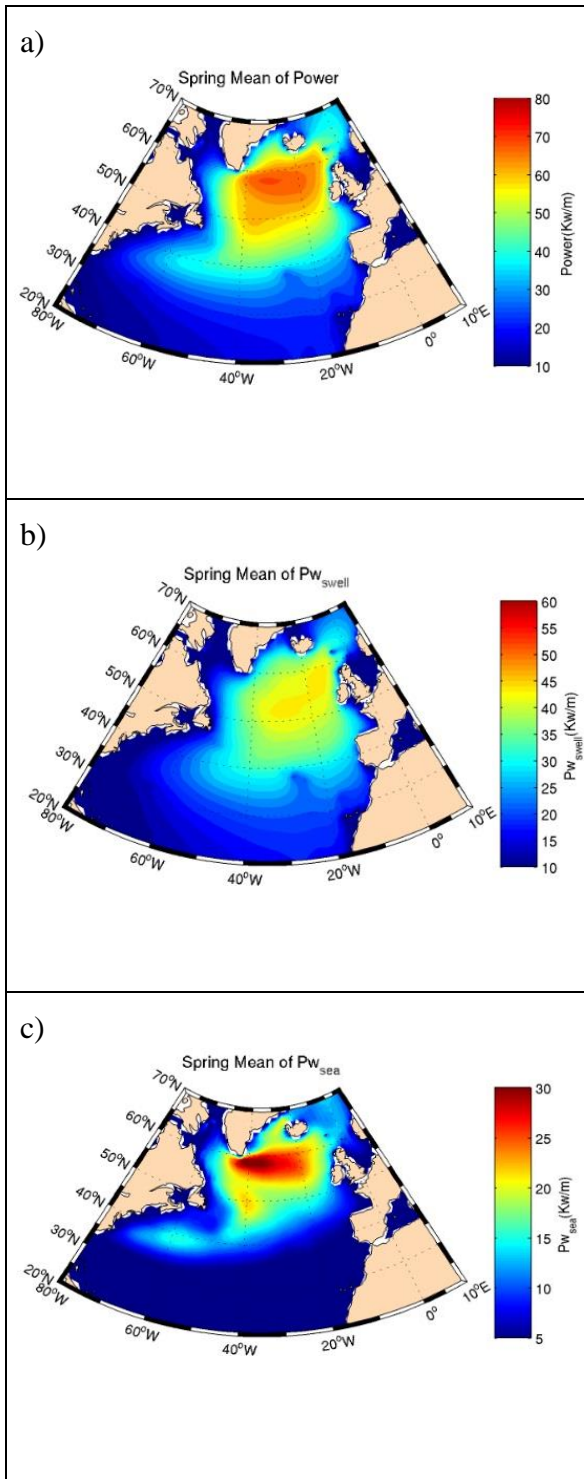 a)
Spring Mean of Power
70°N
60°N
50°N
40°N
30°N
20°N
80°W
60°W
40°W
20°W
0°
10°E
80
70
60
50
40
30
20
10
Power(Kw/m)
b)
Spring Mean of Pw_swell
70°N
60°N
50°N
40°N
30°N
20°N
80°W
60°W
40°W
20°W
0°
10°E
60
55
50
45
40
35
30
25
20
15
10
Pw_swell(Kw/m)
c)
Spring Mean of Pw_sea
70°N
60°N
50°N
40°N
30°N
20°N
80°W
60°W
40°W
20°W
0°
10°E
30
25
20
15
10
5
Pw_sea(Kw/m)